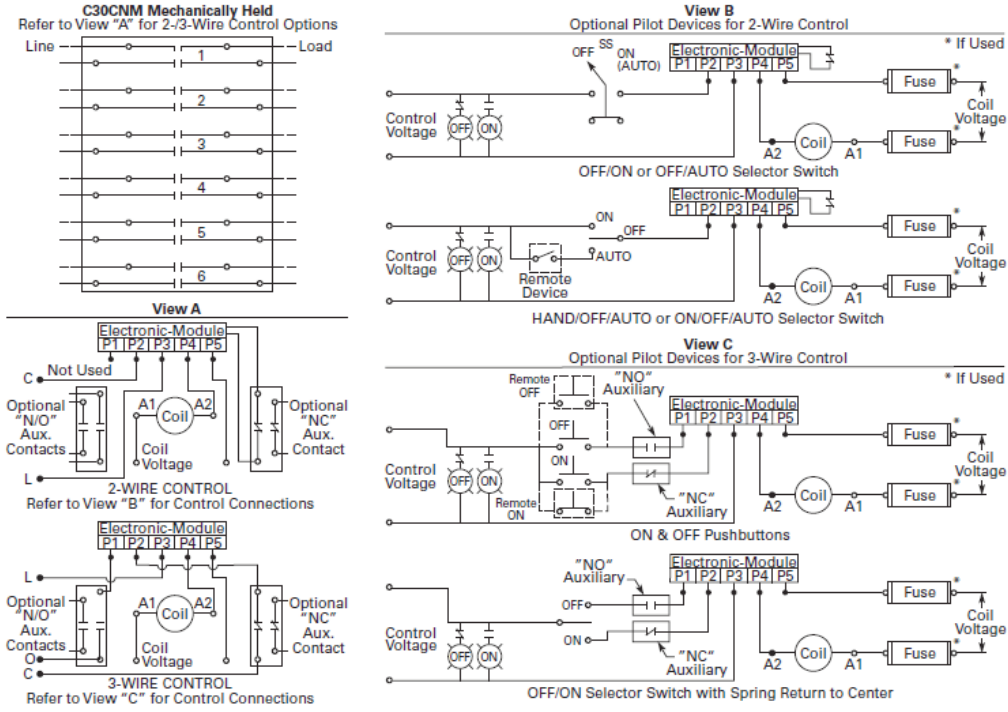 C30CNM Mechanically Held
Refer to View "A" for 2-/3-Wire Control Options
Line
Load
1
2
3
4
5
6
View A
Electronic-Module
P1 P2 P3 P4 P5
C
Not Used
Optional
"N/O"
Aux.
Contacts
A1
Coil
A2
Coil
Voltage
Optional
"NC"
Aux.
Contact
L
2-WIRE CONTROL
Refer to View "B" for Control Connections
Electronic-Module
P1 P2 P3 P4 P5
L
Optional
"N/O"
Aux.
Contacts
O
C
A1
Coil
A2
Coil
Voltage
Optional
"NC"
Aux.
Contact
3-WIRE CONTROL
Refer to View "C" for Control Connections
View B
Optional Pilot Devices for 2-Wire Control
* If Used
OFF
SS
ON
(AUTO)
Electronic-Module
P1 P2 P3 P4 P5
Control
Voltage
OFF
ON
Fuse
*
Coil
Voltage
A2
Coil
A1
Fuse
*
OFF/ON or OFF/AUTO Selector Switch
Electronic-Module
P1 P2 P3 P4 P5
ON
OFF
AUTO
Control
Voltage
OFF
ON
Remote
Device
Fuse
*
Coil
Voltage
A2
Coil
A1
Fuse
*
HAND/OFF/AUTO or ON/OFF/AUTO Selector Switch
View C
Optional Pilot Devices for 3-Wire Control
* If Used
Remote
OFF
"NO"
Auxiliary
Electronic-Module
P1 P2 P3 P4 P5
OFF
ON
Control
Voltage
OFF
ON
Remote
ON
"NC"
Auxiliary
Fuse
*
Coil
Voltage
A2
Coil
A1
Fuse
*
ON & OFF Pushbuttons
"NO"
Auxiliary
Electronic-Module
P1 P2 P3 P4 P5
OFF
ON
Control
Voltage
OFF
ON
"NC"
Auxiliary
Fuse
*
Coil
Voltage
A2
Coil
A1
Fuse
*
OFF/ON Selector Switch with Spring Return to Center